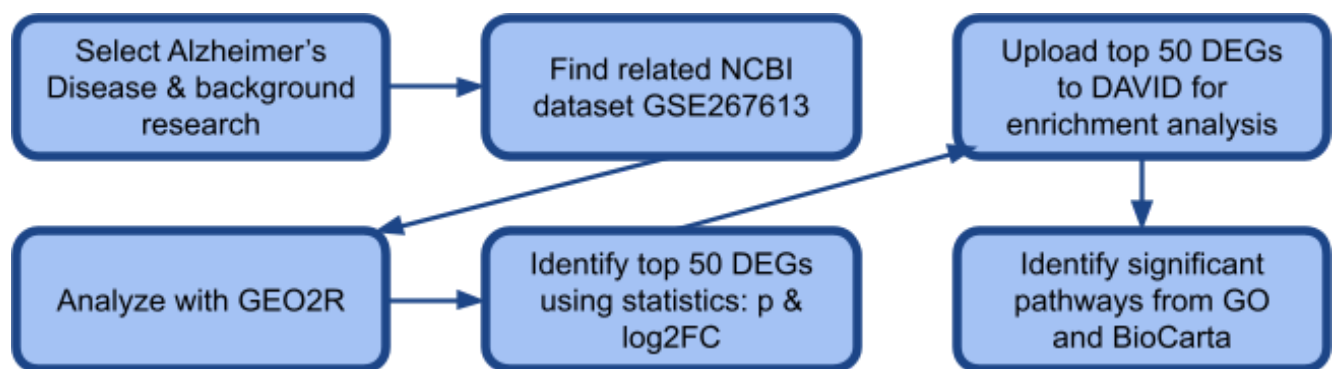 Select Alzheimer's
Disease & background
research
Find related NCBI
dataset GSE267613
Analyze with GEO2R
Identify top 50 DEGs
using statistics: p &
log2FC
Upload top 50 DEGs
to DAVID for
enrichment analysis
Identify significant
pathways from GO
and BioCarta